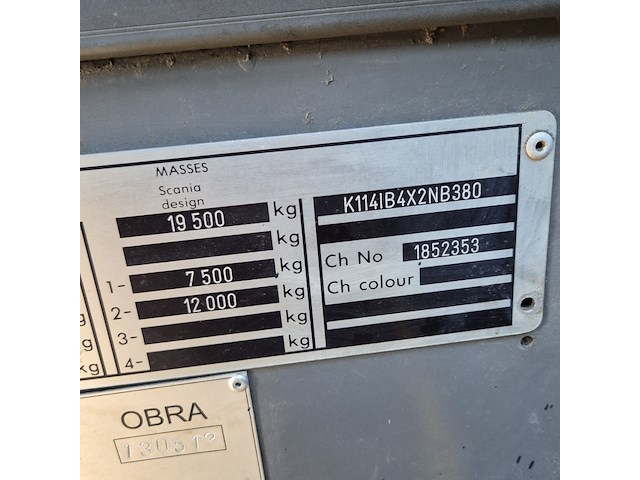 MASSES
Scania
design
19 500 kg
kg
1- 7 500 kg
2- 12 000 kg
3- kg
4-
K114IB4X2NB380
Ch No 1852353
Ch colour
kg
kg
OBRA